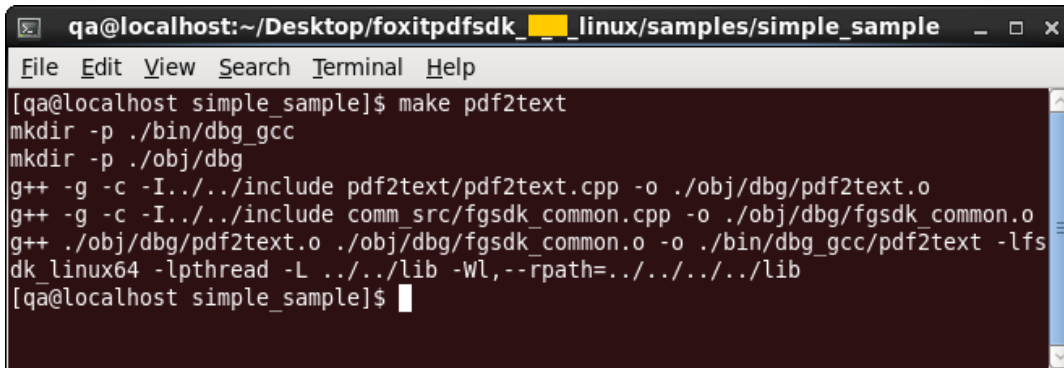 qa@localhost:~/Desktop/foxitpdfsdk_ _ _linux/samples/simple_sample
File Edit View Search Terminal Help
[qa@localhost simple_sample]$ make pdf2text
mkdir -p ./bin/dbg_gcc
mkdir -p ./obj/dbg
g++ -g -c -I../../include pdf2text/pdf2text.cpp -o ./obj/dbg/pdf2text.o
g++ -g -c -I../../include comm_src/fgsdk_common.cpp -o ./obj/dbg/fgsdk_common.o
g++ ./obj/dbg/pdf2text.o ./obj/dbg/fgsdk_common.o -o ./bin/dbg_gcc/pdf2text -lfs
dk_linux64 -lpthread -L ../../lib -Wl,--rpath=../../../../lib
[qa@localhost simple_sample]$